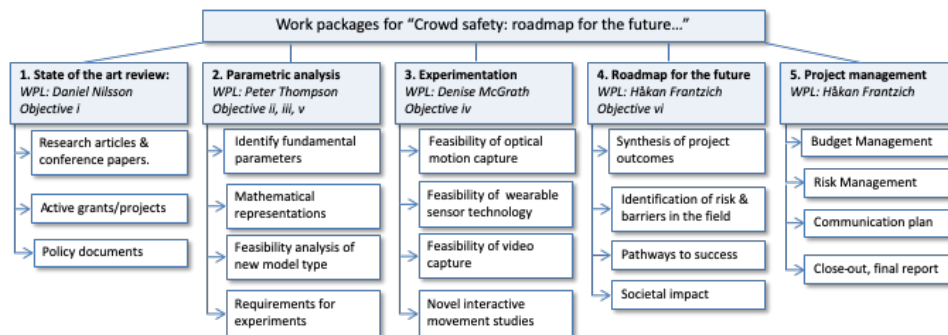 Work packages for “Crowd safety: roadmap for the future…”
1. State of the art review:
WPL: Daniel Nilsson
Objective i
Research articles &
conference papers.
Active grants/projects
Policy documents
2. Parametric analysis
WPL: Peter Thompson
Objective ii, iii, v
Identify fundamental
parameters
Mathematical
representations
Feasibility analysis of
new model type
Requirements for
experiments
3. Experimentation
WPL: Denise McGrath
Objective iv
Feasibility of optical
motion capture
Feasibility of wearable
sensor technology
Feasibility of video
capture
Novel interactive
movement studies
4. Roadmap for the future
WPL: Håkan Frantzich
Objective vi
Synthesis of project
outcomes
Identification of risk &
barriers in the field
Pathways to success
Societal impact
5. Project management
WPL: Håkan Frantzich
Budget Management
Risk Management
Communication plan
Close-out, final report